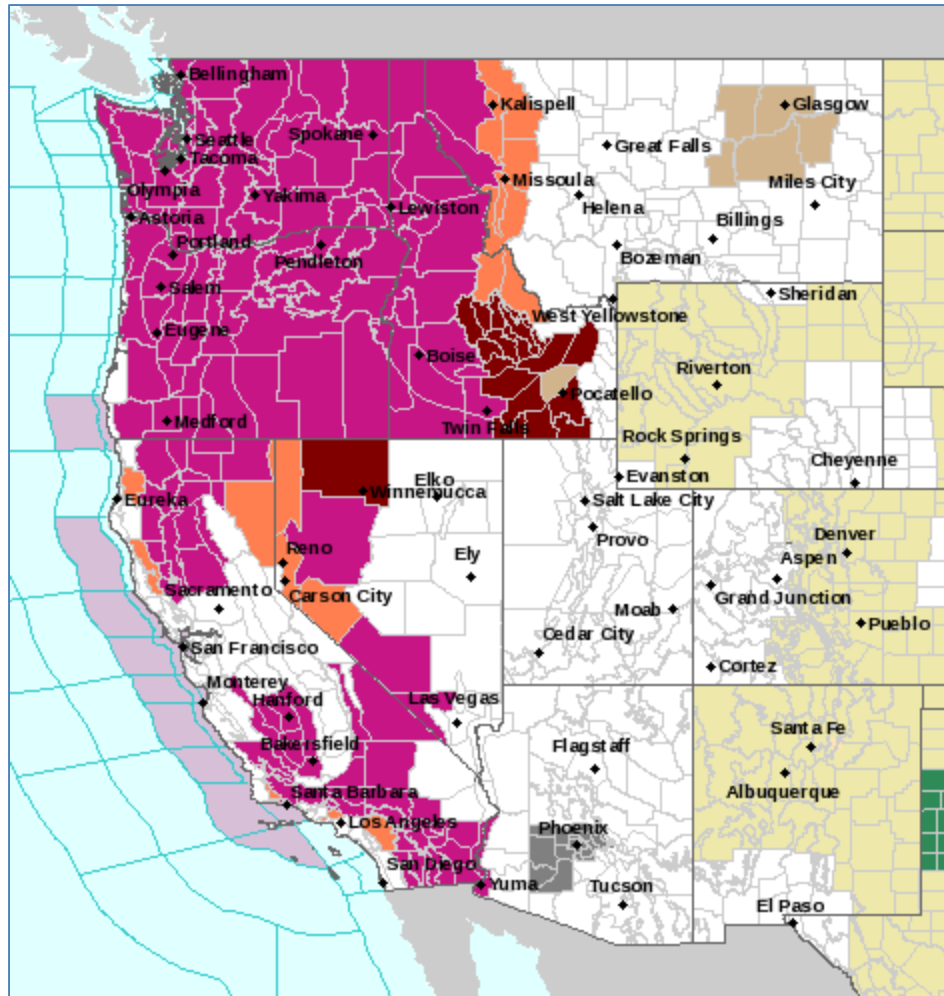 Bellingham
Kalispell
Glasgow
Spokane
Seattle
Great Falls
Tacoma
Missoula
Miles City
Olympia
Yakima
Helena
Lewiston
Astoria
Billings
Portland
Bozeman
Pendleton
Salem
Sheridan
West Yellowstone
Eugene
Boise
Riverton
Pocatello
Medford
Twin Falls
Rock Springs
Cheyenne
Elko
Evanston
Winnemucca
Eureka
Salt Lake City
Denver
Provo
Reno
Ely
Aspen
Sacramento
Carson City
Grand Junction
Moab
Pueblo
Cedar City
San Francisco
Cortez
Monterey
Las Vegas
Hanford
Santa Fe
Bakersfield
Flagstaff
Albuquerque
Santa Barbara
Los Angeles
Phoenix
San Diego
Yuma
Tucson
El Paso